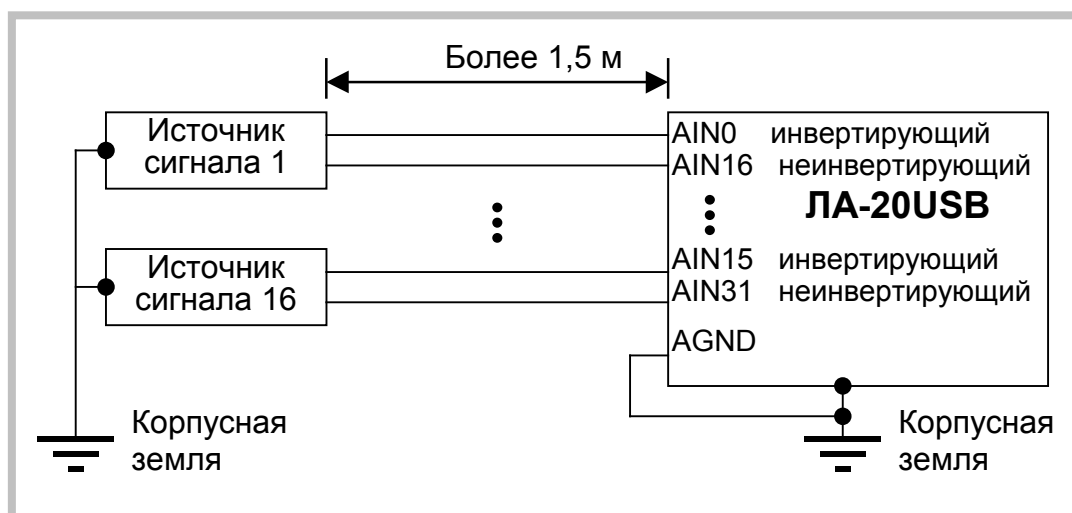 Более 1,5 м
Источник
сигнала 1
AIN0 инвертирующий
AIN16 неинвертирующий
ЛА-20USB
Источник
сигнала 16
AIN15 инвертирующий
AIN31 неинвертирующий
AGND
Корпусная
земля
Корпусная
земля